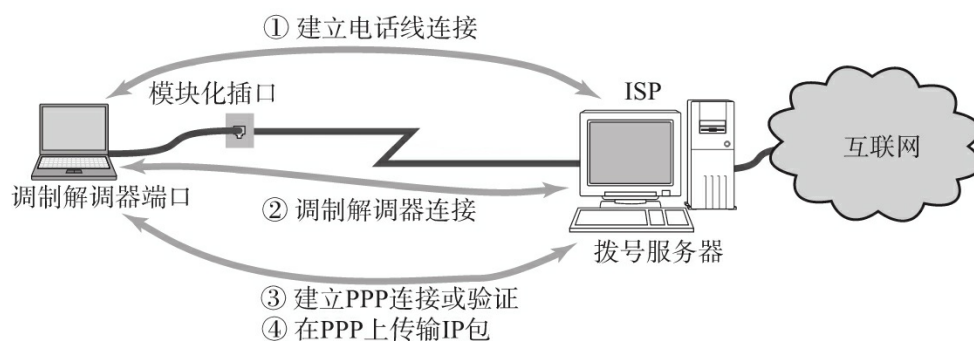 ① 建立电话线连接
模块化插口
ISP
互联网
调制解调器端口
② 调制解调器连接
拨号服务器
③ 建立PPP连接或验证
④ 在PPP上传输IP包